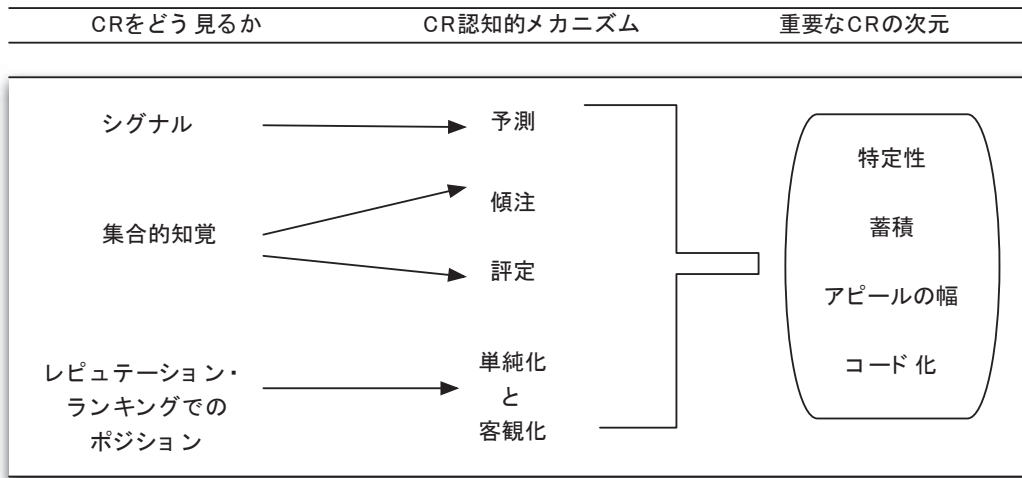 CRをどう見るか
CR認知的メカニズム
重要なCRの次元
シグナル
予測
集合的知覚
傾注
評定
レピュテーション・
ランキングでの
ポジション
単純化
と
客観化
特定性
蓄積
アピールの幅
コード化